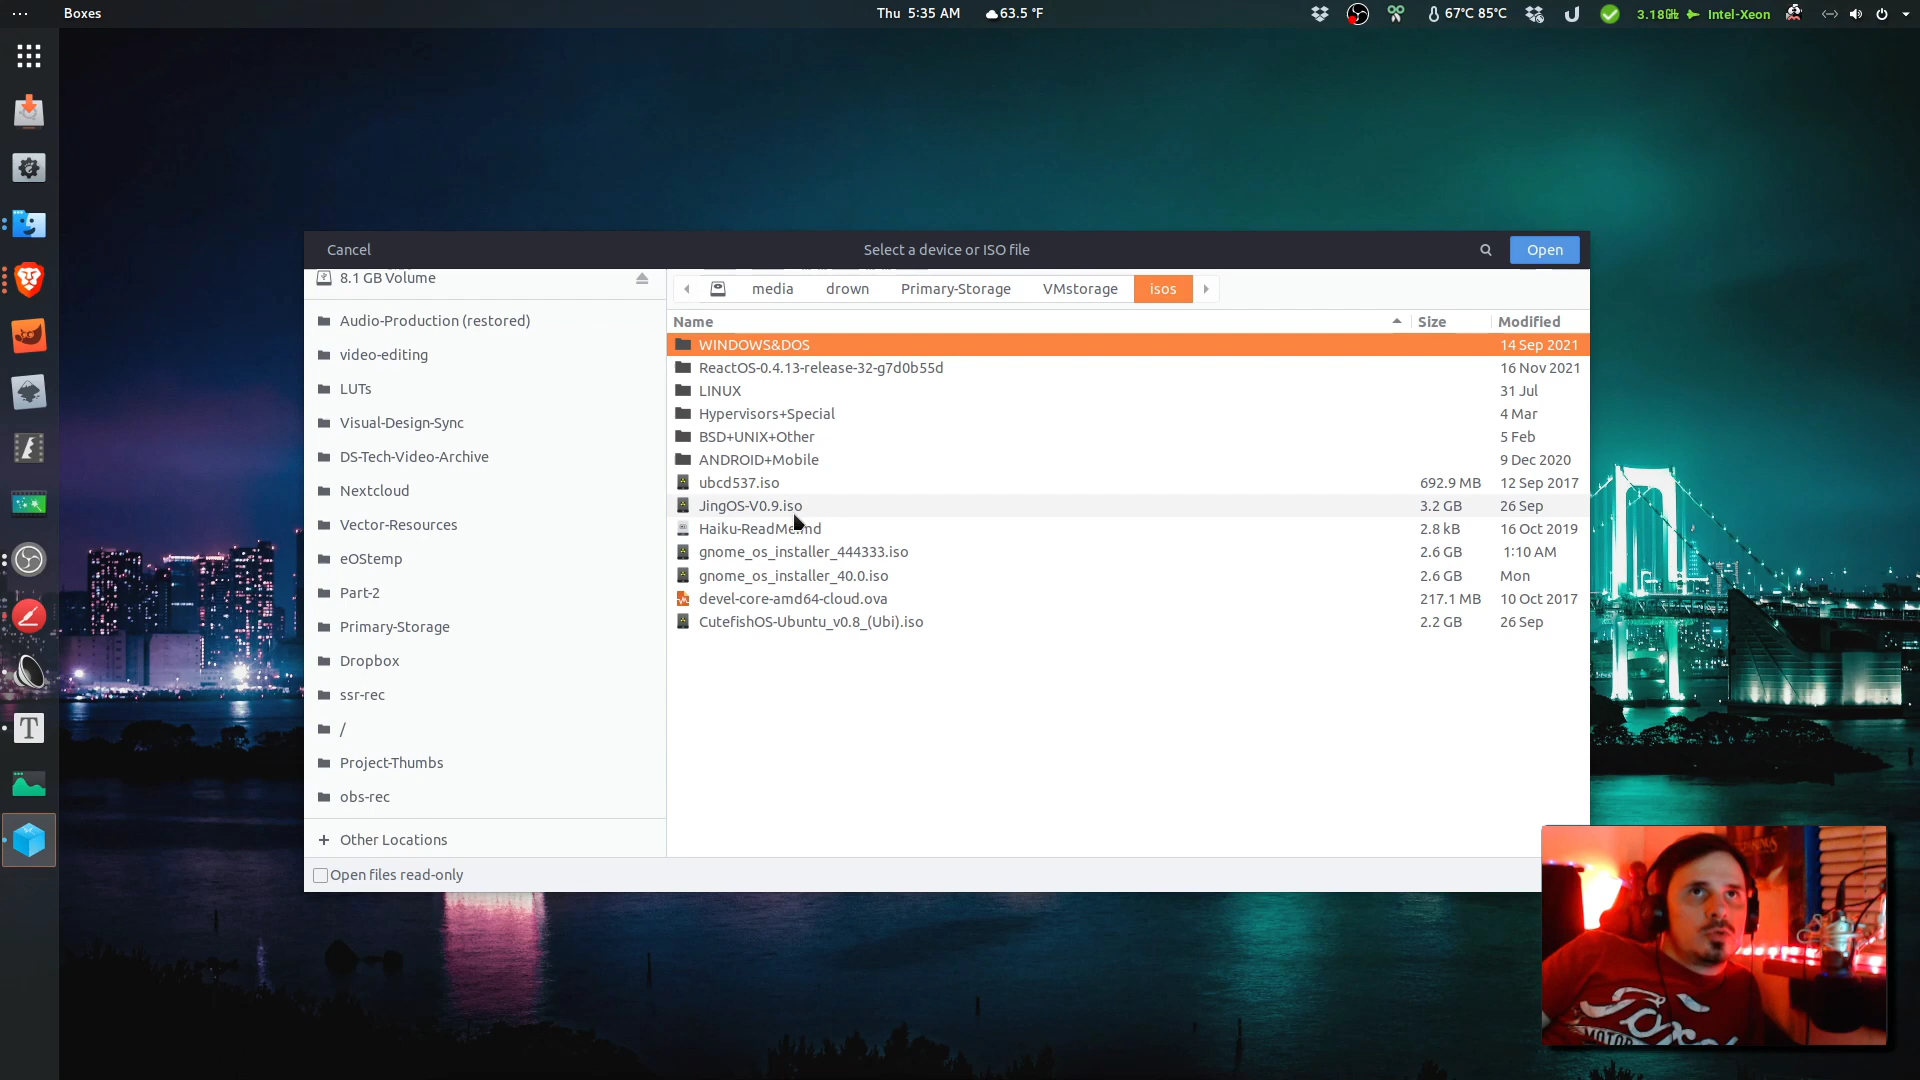 Boxes
Thu 5:35 AM
63.5 °F
67°C 85°C
3.18GHz
Intel-Xeon
Cancel
Select a device or ISO file
Open
8.1 GB Volume
Audio-Production (restored)
video-editing
LUTs
Visual-Design-Sync
DS-Tech-Video-Archive
Nextcloud
Vector-Resources
eOStemp
Part-2
Primary-Storage
Dropbox
ssr-rec
/
Project-Thumbs
obs-rec
Other Locations
Open files read-only
media drown Primary-Storage VMstorage isos
Name Size Modified
WINDOWS&DOS 14 Sep 2021
ReactOS-0.4.13-release-32-g7d0b55d 16 Nov 2021
LINUX 31 Jul
Hypervisors+Special 4 Mar
BSD+UNIX+Other 5 Feb
ANDROID+Mobile 9 Dec 2020
ubcd537.iso 692.9 MB 12 Sep 2017
JingOS-V0.9.iso 3.2 GB 26 Sep
Haiku-ReadMe.md 2.8 kB 16 Oct 2019
gnome_os_installer_444333.iso 2.6 GB 1:10 AM
gnome_os_installer_40.0.iso 2.6 GB Mon
devel-core-amd64-cloud.ova 217.1 MB 10 Oct 2017
CutefishOS-Ubuntu_v0.8_(Ubi).iso 2.2 GB 26 Sep